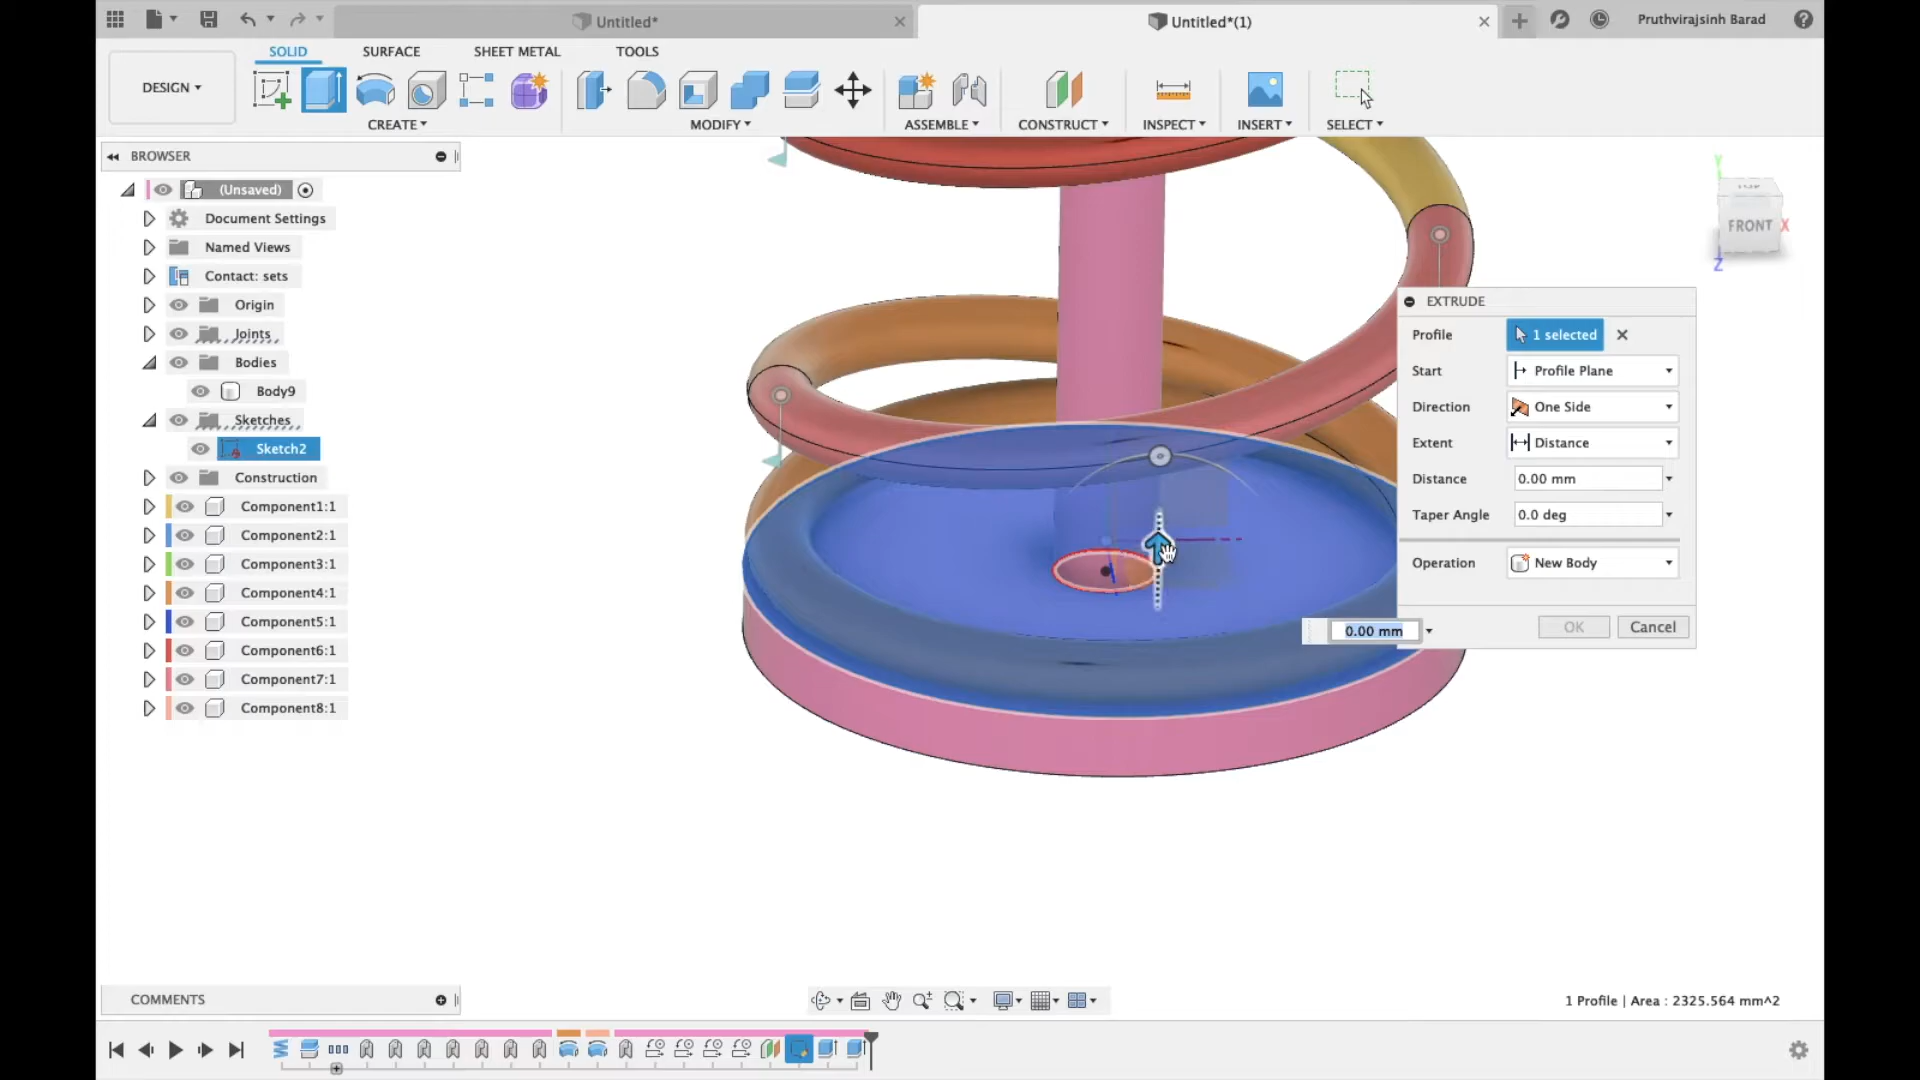 Untitled*
Untitled*(1)
Pruthvirajsinh Barad
DESIGN
SOLID
SURFACE
SHEET METAL
TOOLS
CREATE
MODIFY
ASSEMBLE
CONSTRUCT
INSPECT
INSERT
SELECT
BROWSER
(Unsaved)
Document Settings
Named Views
Contact: sets
Origin
Joints
Bodies
Body9
Sketches
Sketch2
Construction
Component1:1
Component2:1
Component3:1
Component4:1
Component5:1
Component6:1
Component7:1
Component8:1
Y
TOP
FRONT
X
Z
EXTRUDE
Profile
1 selected
Start
Profile Plane
Direction
One Side
Extent
Distance
Distance
0.00 mm
Taper Angle
0.0 deg
Operation
New Body
OK
Cancel
0.00 mm
COMMENTS
1 Profile | Area : 2325.564 mm^2